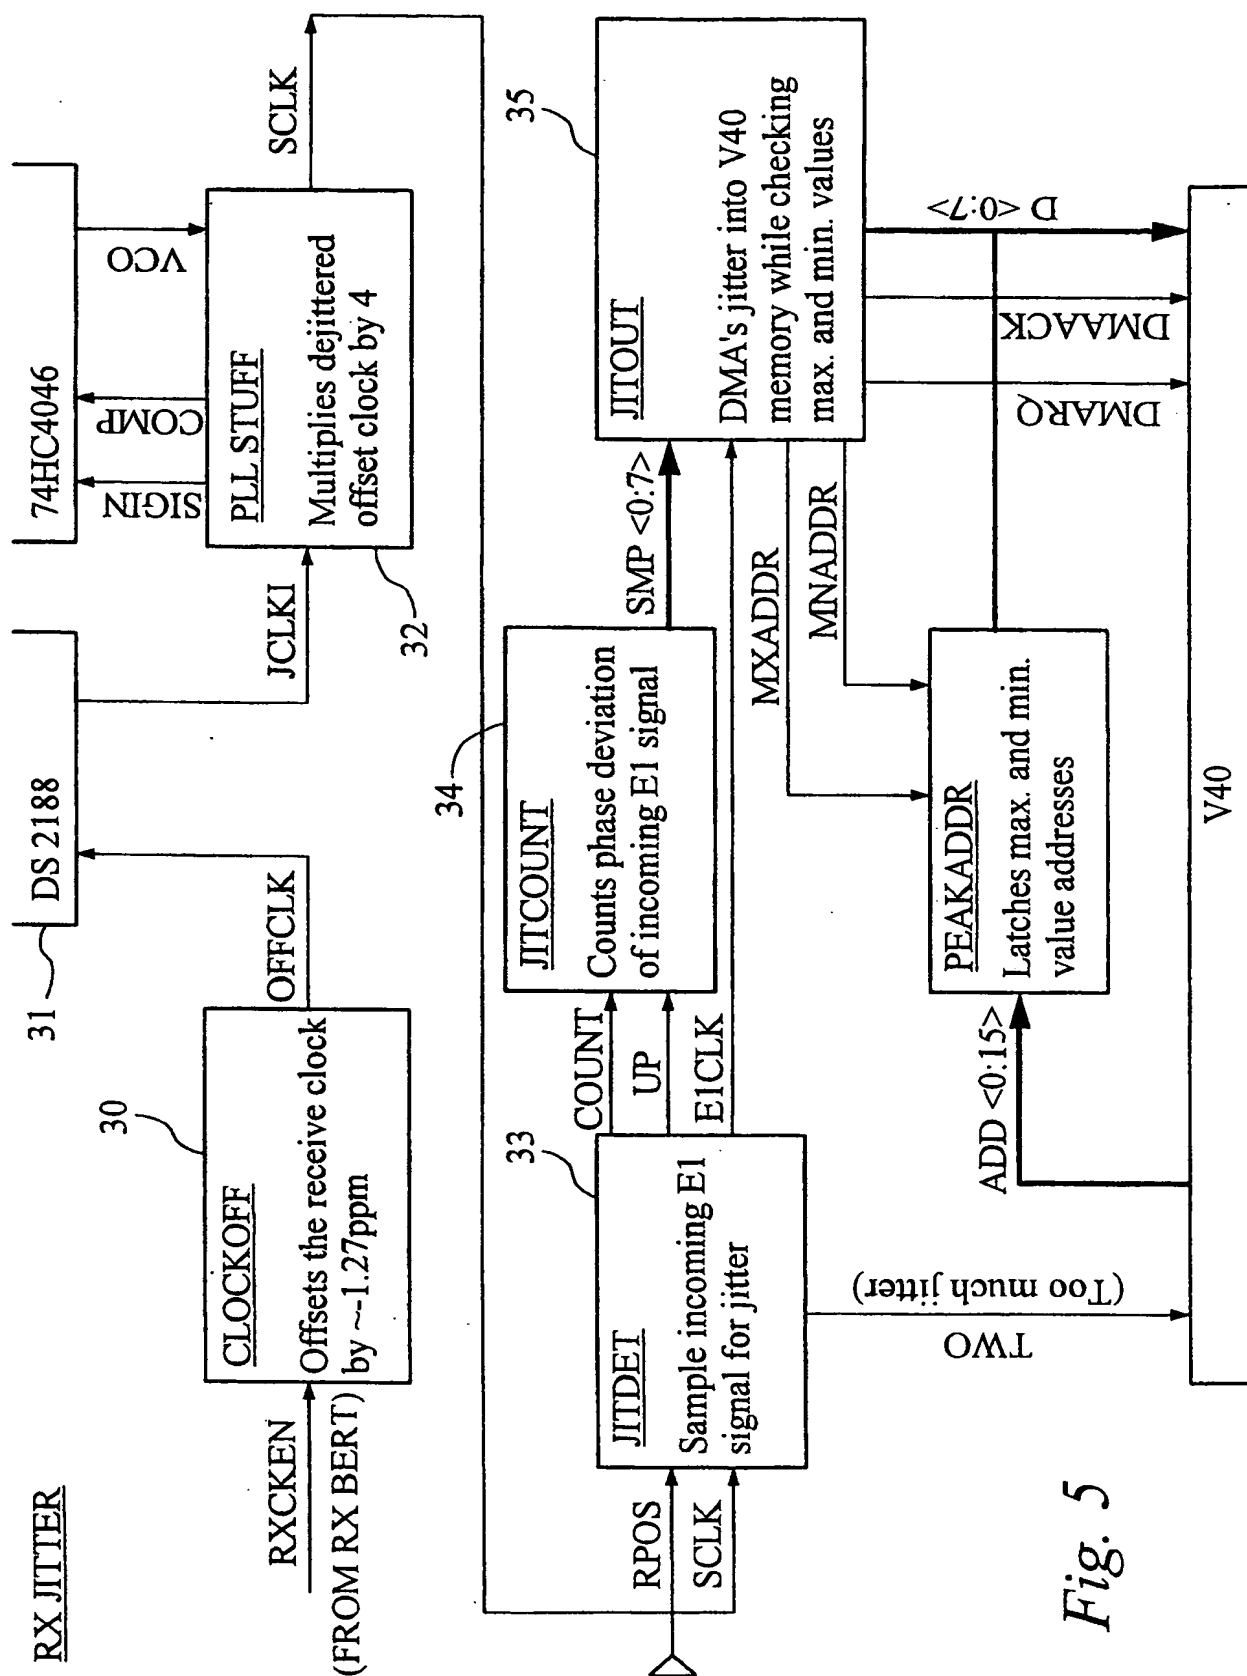 RX JITTER
RXCKEN
(FROM RX BERT)
30
CLOCKOFF
Offsets the receive clock
by ~-1.27ppm
OFFCLK
31
DS 2188
JCLKI
32
74HC4046
SIGIN
COMP
VCO
PLL STUFF
Multiplies dejittered
offset clock by 4
SCLK
RPOS
SCLK
33
JITDET
Sample incoming E1
signal for jitter
COUNT
UP
E1CLK
34
JITCOUNT
Counts phase deviation
of incoming E1 signal
SMP <0:7>
35
JITOUT
DMA's jitter into V40
memory while checking
max. and min. values
MXADDR
MNADDR
TWO
(Too much jitter)
ADD <0:15>
PEAKADDR
Latches max. and min.
value addresses
DMARQ
DMAACK
D <0:7>
V40
Fig. 5